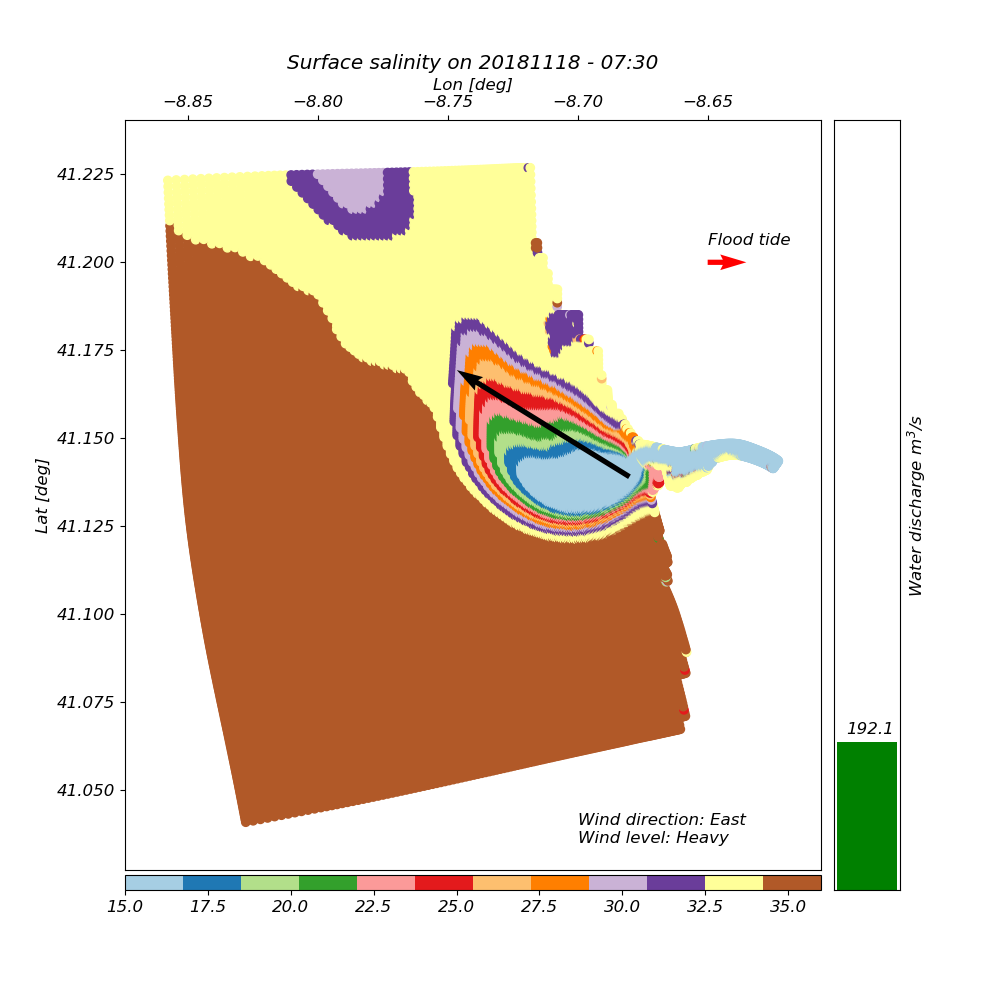 Surface salinity on 20181118 - 07:30
Lon [deg]
−8.85 −8.80 −8.75 −8.70 −8.65
41.225
41.200
41.175
41.150
41.125
41.100
41.075
41.050
Lat [deg]
Flood tide
Wind direction: East
Wind level: Heavy
15.0 17.5 20.0 22.5 25.0 27.5 30.0 32.5 35.0
192.1
Water discharge m³/s